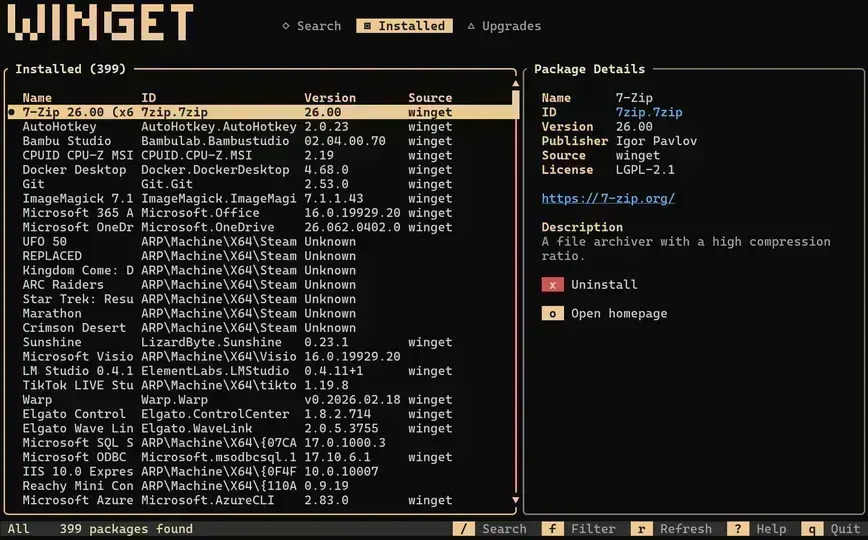 WINGET
◇ Search ▣ Installed △ Upgrades
Installed (399)
Name ID Version Source
● 7-Zip 26.00 (x6 7zip.7zip 26.00 winget
AutoHotkey AutoHotkey.AutoHotkey 2.0.23 winget
Bambu Studio Bambulab.Bambustudio 02.04.00.70 winget
CPUID CPU-Z MSI CPUID.CPU-Z.MSI 2.19 winget
Docker Desktop Docker.DockerDesktop 4.68.0 winget
Git Git.Git 2.53.0 winget
ImageMagick 7.1 ImageMagick.ImageMagi 7.1.1.43 winget
Microsoft 365 A Microsoft.Office 16.0.19929.20 winget
Microsoft OneDr Microsoft.OneDrive 26.062.0402.0 winget
UFO 50 ARP\Machine\X64\Steam Unknown
REPLACED ARP\Machine\X64\Steam Unknown
Kingdom Come: D ARP\Machine\X64\Steam Unknown
ARC Raiders ARP\Machine\X64\Steam Unknown
Star Trek: Resu ARP\Machine\X64\Steam Unknown
Marathon ARP\Machine\X64\Steam Unknown
Crimson Desert ARP\Machine\X64\Steam Unknown
Sunshine LizardByte.Sunshine 0.23.1 winget
Microsoft Visio ARP\Machine\X64\Visio 16.0.19929.20
LM Studio 0.4.1 ElementLabs.LMStudio 0.4.11+1 winget
TikTok LIVE Stu ARP\Machine\X64\tikto 1.19.8
Warp Warp.Warp v0.2026.02.18 winget
Elgato Control Elgato.ControlCenter 1.8.2.714 winget
Elgato Wave Lin Elgato.WaveLink 2.0.5.3755 winget
Microsoft SQL S ARP\Machine\X64\{07CA 17.0.1000.3
Microsoft ODBC Microsoft.msodbcsql.1 17.10.6.1 winget
IIS 10.0 Expres ARP\Machine\X64\{0F4F 10.0.10007
Reachy Mini Con ARP\Machine\X64\{110A 0.9.19
Microsoft Azure Microsoft.AzureCLI 2.83.0 winget
Package Details
Name 7-Zip
ID 7zip.7zip
Version 26.00
Publisher Igor Pavlov
Source winget
License LGPL-2.1
https://7-zip.org/
Description
A file archiver with a high compression
ratio.
x Uninstall
o Open homepage
All 399 packages found / Search f Filter r Refresh ? Help q Quit